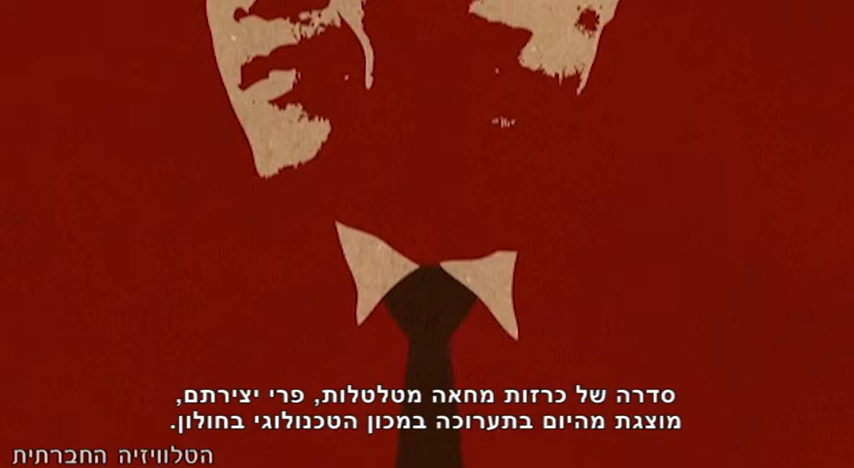 סדרה של כרזות מחאה מטלטלות, פרי יצירתם,
מוצגת מהיום בתערוכה במכון הטכנולוגי בחולון.
הטלוויזיה החברתית